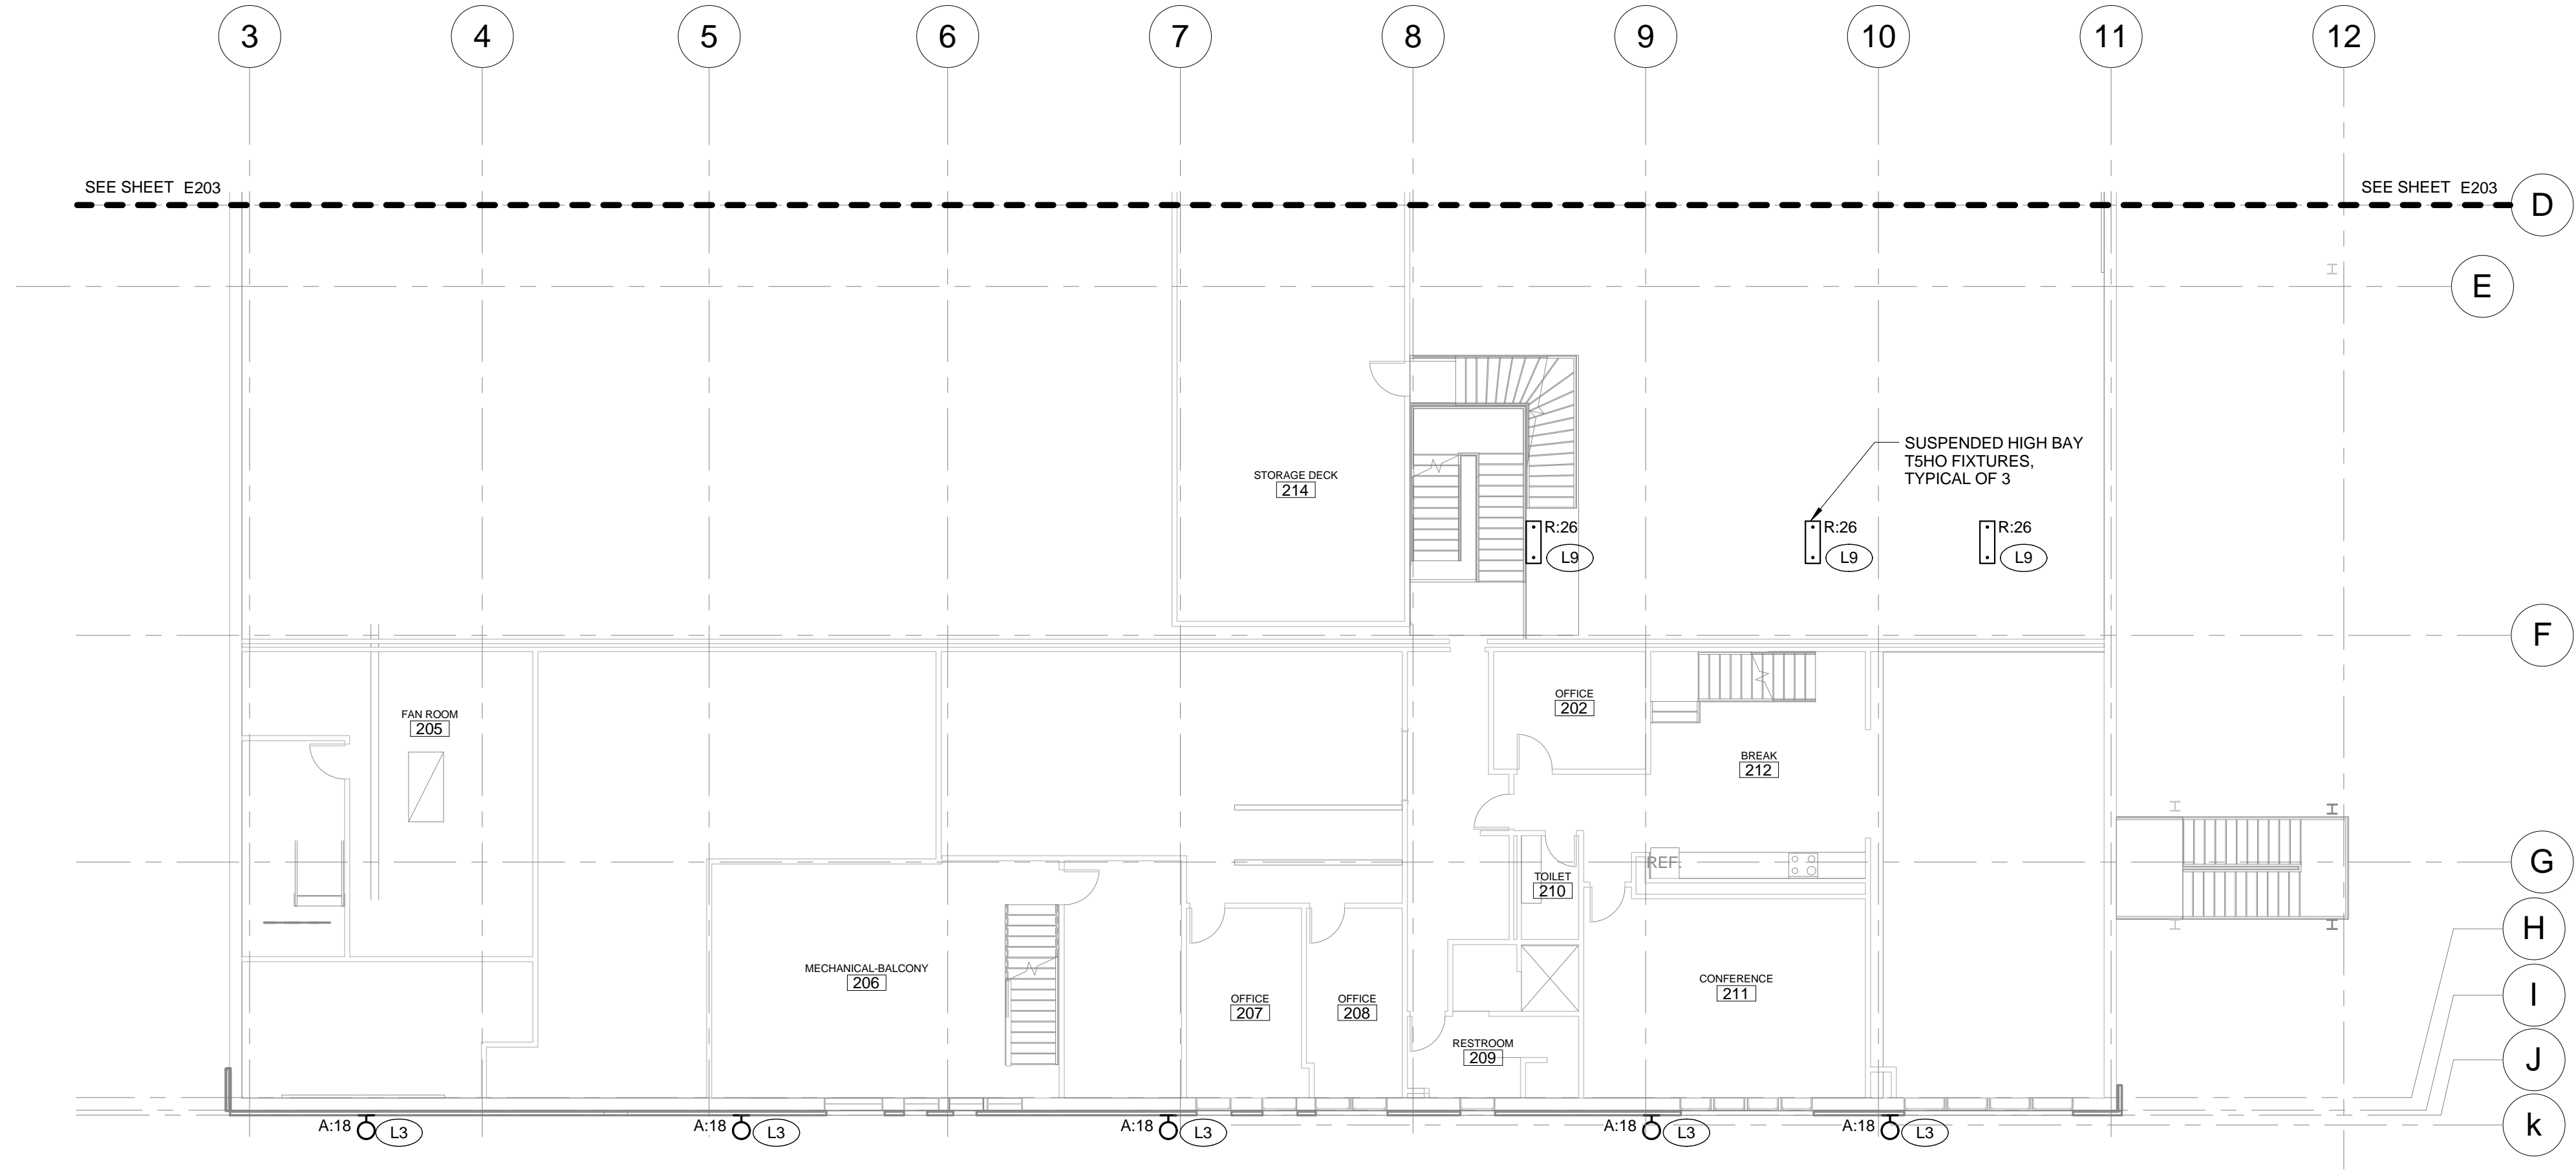 3 4 5 6 7 8 9 10 11 12
SEE SHEET E203
SEE SHEET E203
D
E
SUSPENDED HIGH BAY
T5HO FIXTURES,
TYPICAL OF 3
STORAGE DECK
214
R:26
L9
R:26
L9
R:26
L9
F
FAN ROOM
205
OFFICE
202
BREAK
212
REF.
G
TOILET
210
H
MECHANICAL-BALCONY
206
OFFICE
207
OFFICE
208
CONFERENCE
211
I
RESTROOM
209
J
A:18 L3
A:18 L3
A:18 L3
A:18 L3
A:18 L3
k